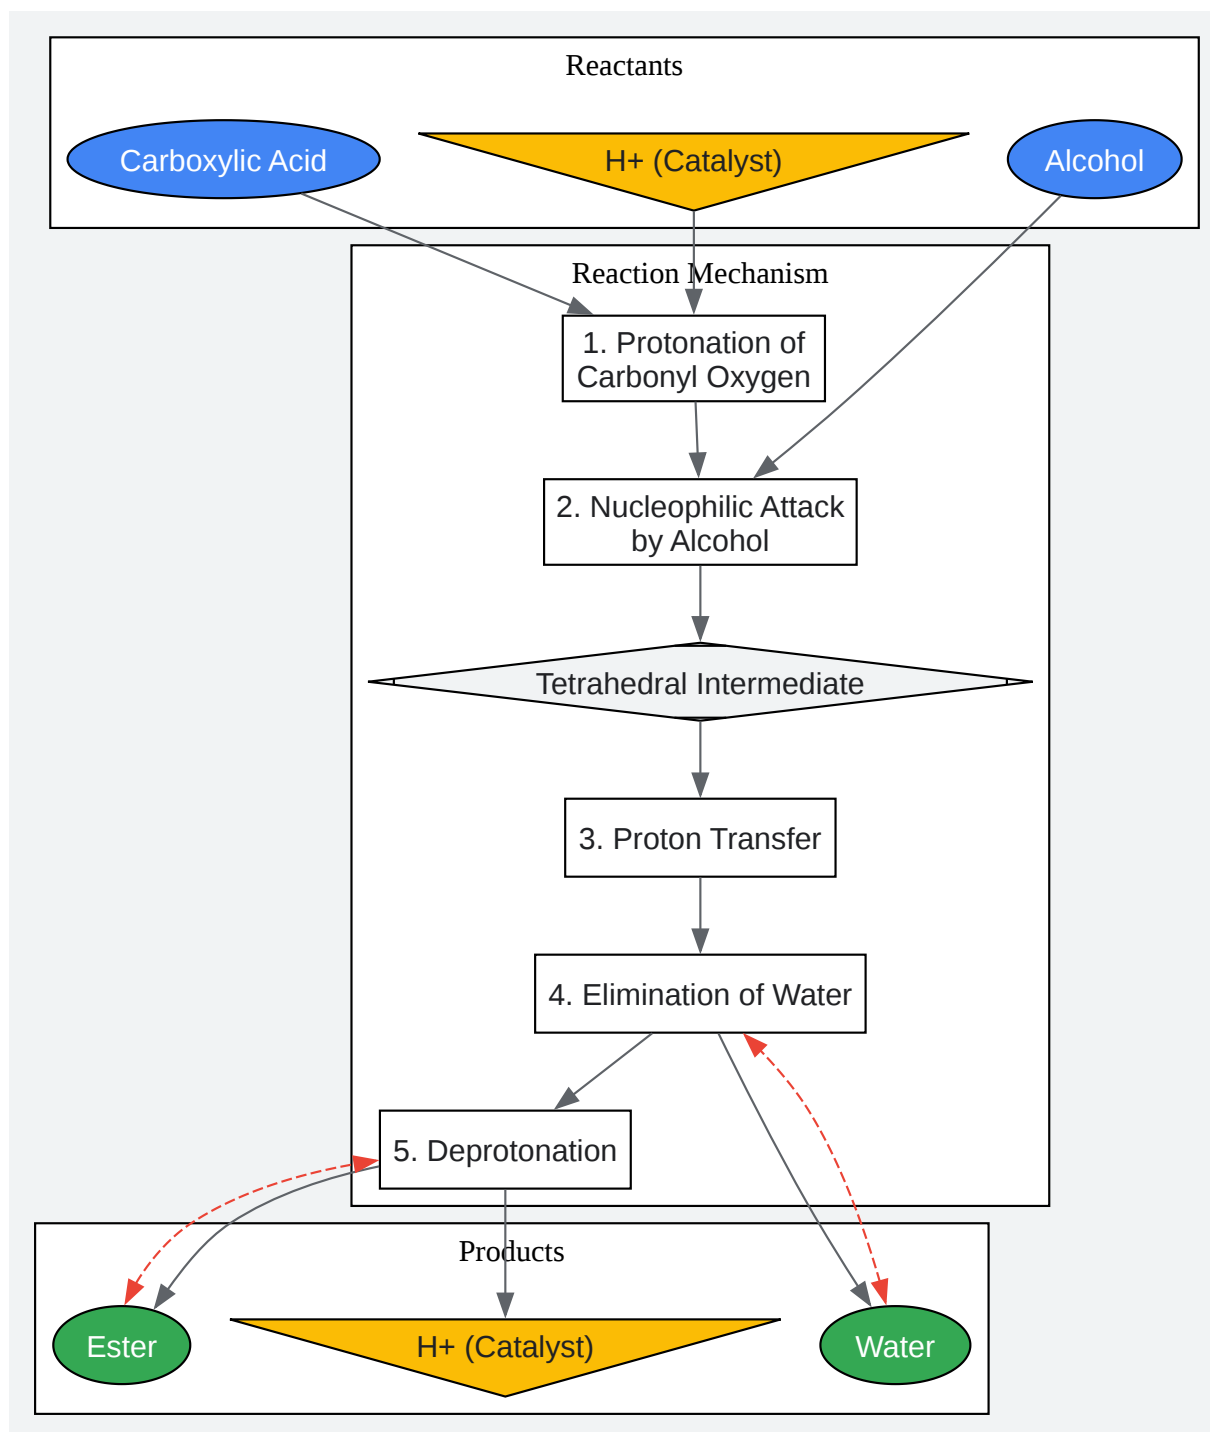 Reactants
Carboxylic Acid
H+ (Catalyst)
Alcohol
Reaction Mechanism
1. Protonation of
Carbonyl Oxygen
2. Nucleophilic Attack
by Alcohol
Tetrahedral Intermediate
3. Proton Transfer
4. Elimination of Water
5. Deprotonation
Products
Ester
H+ (Catalyst)
Water